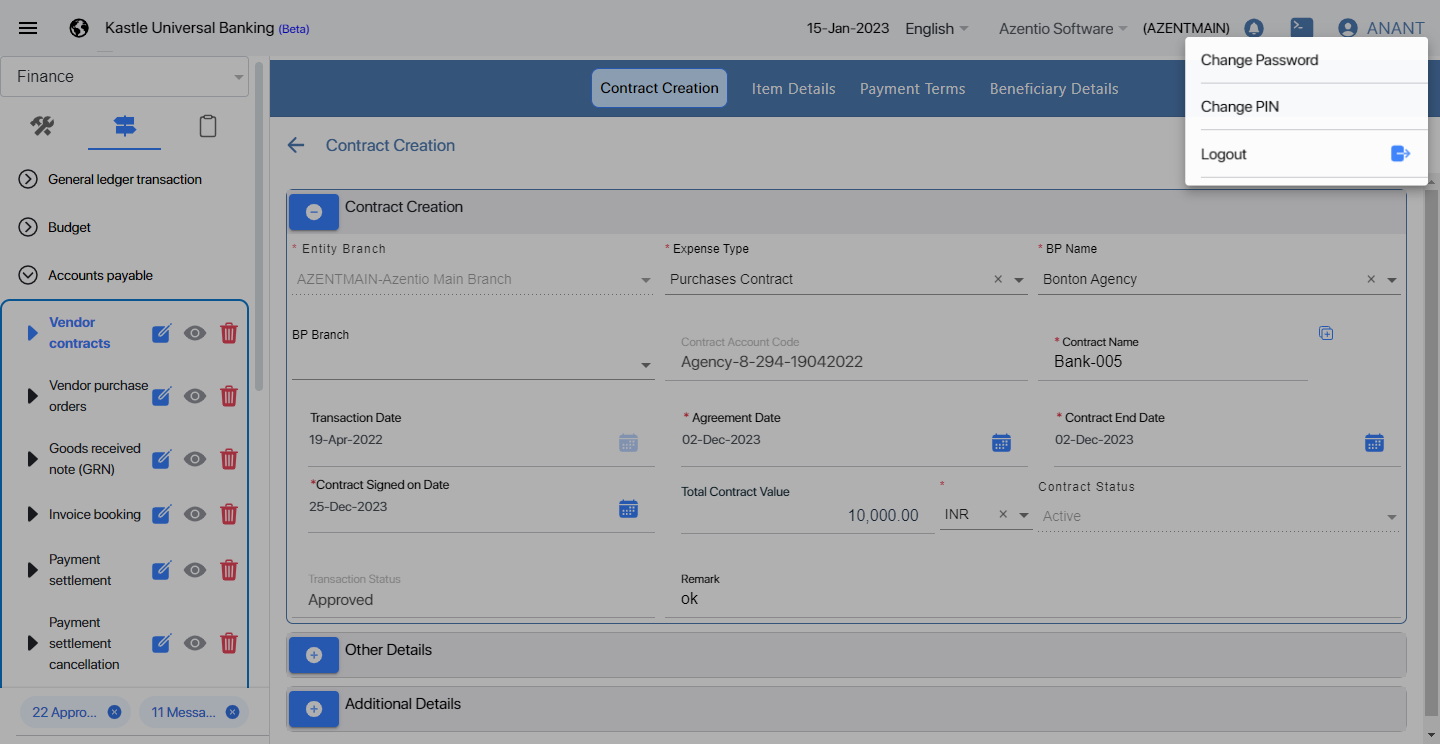 Kastle Universal Banking (Beta)
15-Jan-2023
English
Azentio Software
(AZENTMAIN)
ANANT
Change Password
Change PIN
Logout
Finance
General ledger transaction
Budget
Accounts payable
Vendor
contracts
Vendor purchase
orders
Goods received
note (GRN)
Invoice booking
Payment
settlement
Payment
settlement
cancellation
22 Appro...
11 Messa...
Contract Creation
Item Details
Payment Terms
Beneficiary Details
Contract Creation
Contract Creation
* Entity Branch
AZENTMAIN-Azentio Main Branch
* Expense Type
Purchases Contract
* BP Name
Bonton Agency
BP Branch
Contract Account Code
Agency-8-294-19042022
* Contract Name
Bank-005
Transaction Date
19-Apr-2022
* Agreement Date
02-Dec-2023
* Contract End Date
02-Dec-2023
*Contract Signed on Date
25-Dec-2023
Total Contract Value
10,000.00
*
INR
Contract Status
Active
Transaction Status
Approved
Remark
ok
Other Details
Additional Details